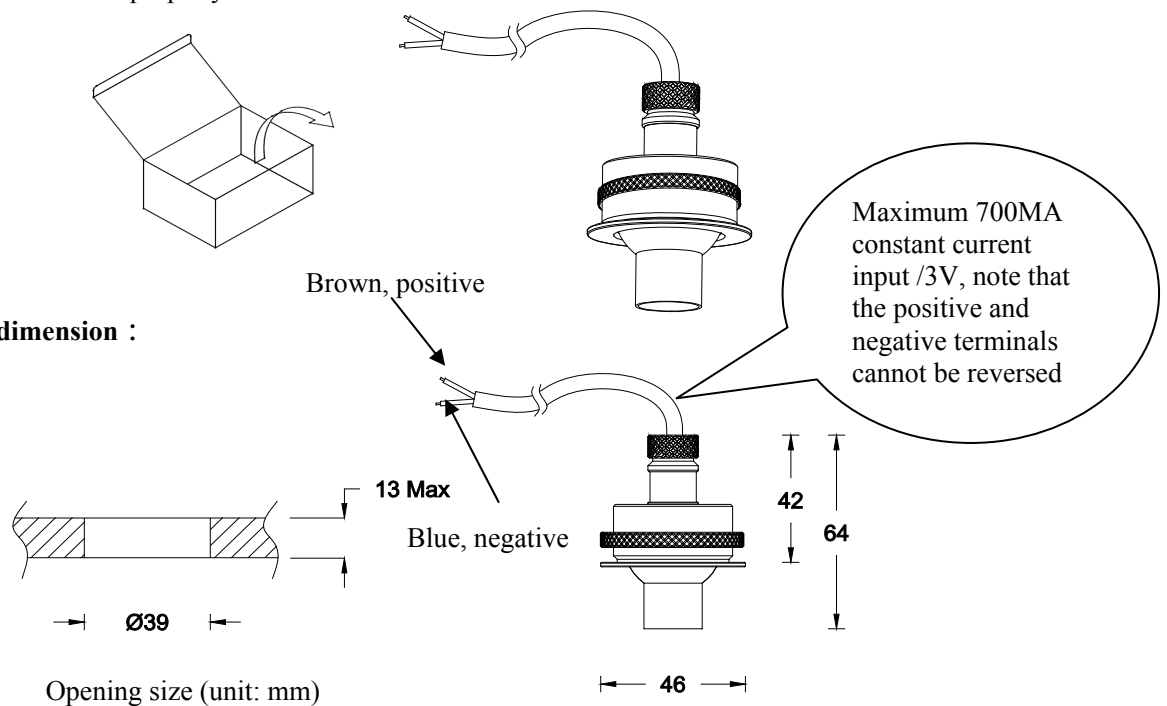 Brown, positive
Maximum 700MA
constant current
input /3V, note that
the positive and
negative terminals
cannot be reversed
dimension：
13 Max
42
64
Blue, negative
Ø39
46
Opening size (unit: mm)